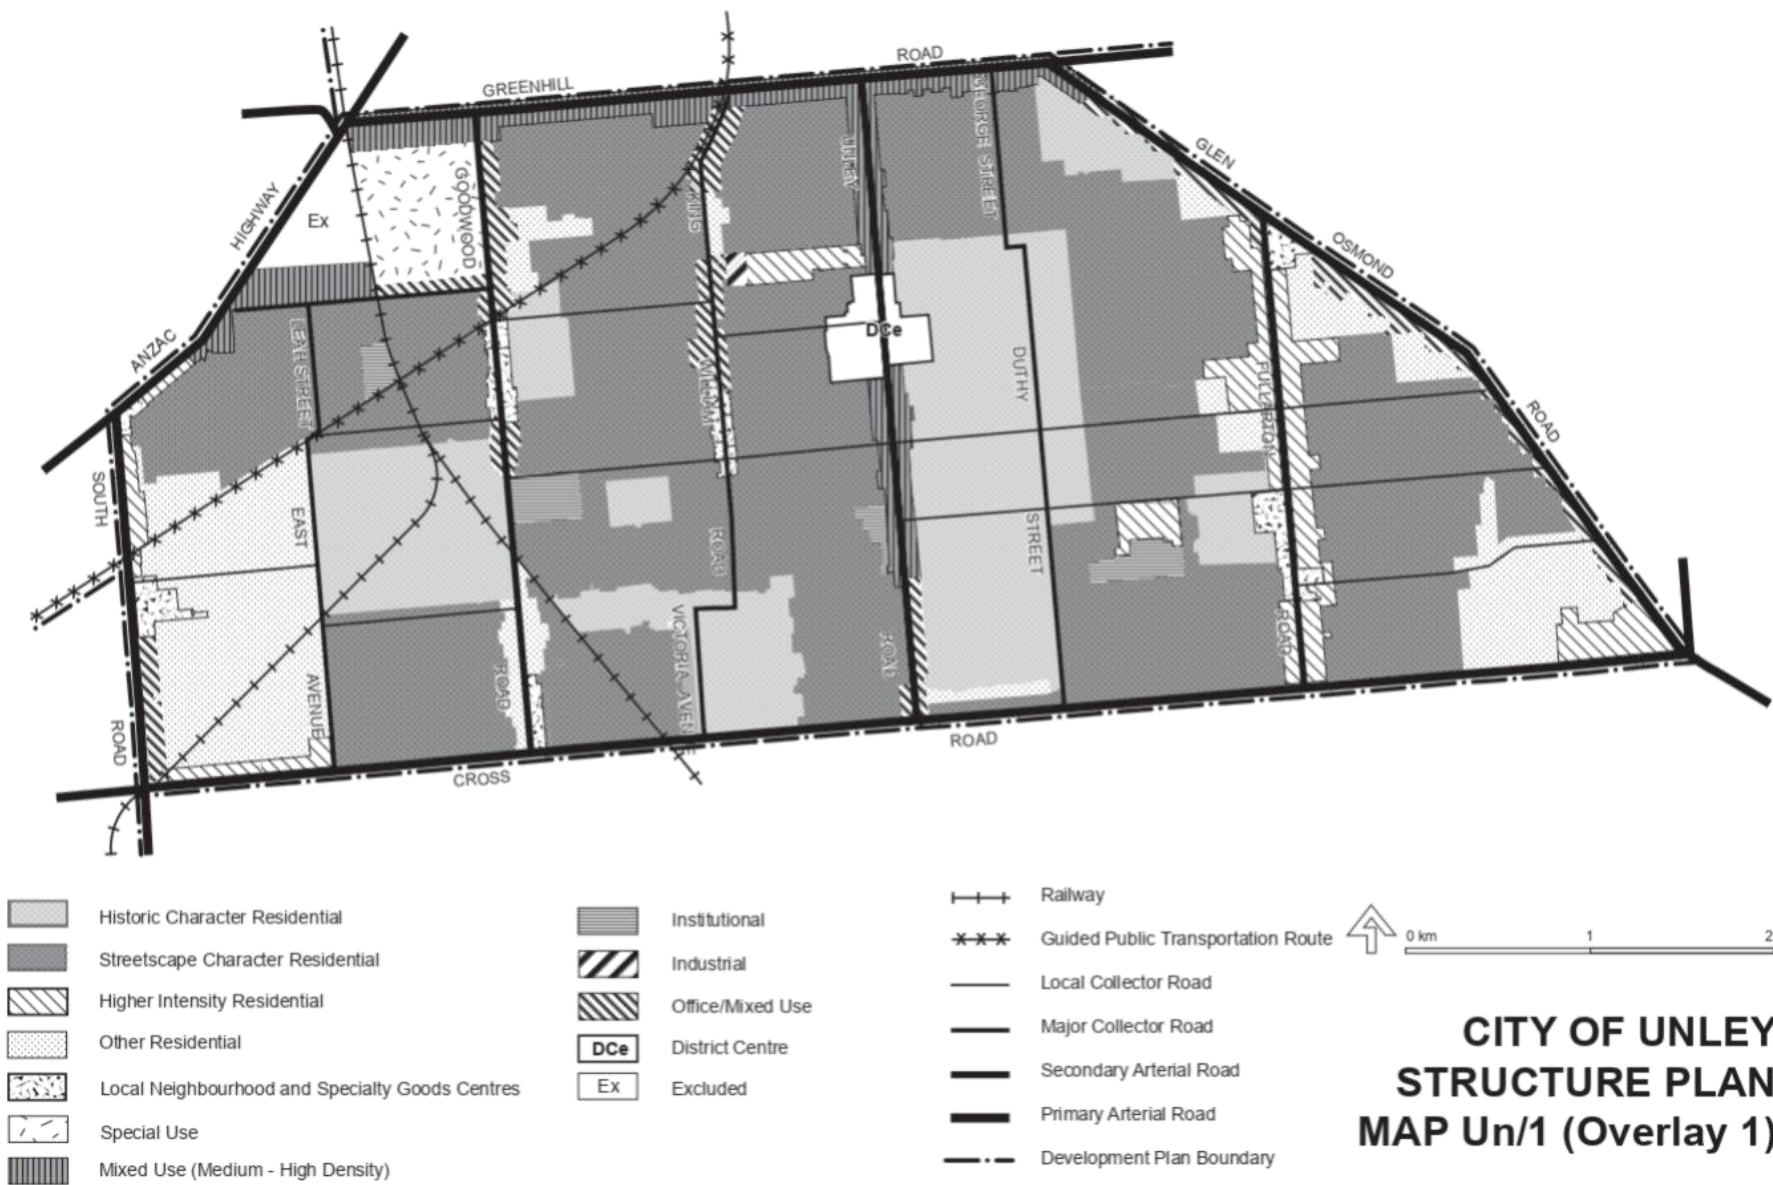 ROAD
GREENHILL
GLEN
OSMOND
ROAD
HIGHWAY
ANZAC
Ex
GOODWOOD
KING
UNLEY
GEORGE STREET
LEAH STREET
WILLIAM
DCe
DUTHY
FULLARTON
SOUTH
EAST
ROAD
STREET
ROAD
AVENUE
ROAD
VICTORIA AVENUE
ROAD
ROAD
CROSS
ROAD
Historic Character Residential
Streetscape Character Residential
Higher Intensity Residential
Other Residential
Local Neighbourhood and Specialty Goods Centres
Special Use
Mixed Use (Medium - High Density)
Institutional
Industrial
Office/Mixed Use
DCe District Centre
Ex Excluded
Railway
Guided Public Transportation Route
Local Collector Road
Major Collector Road
Secondary Arterial Road
Primary Arterial Road
Development Plan Boundary
0 km 1 2
CITY OF UNLEY
STRUCTURE PLAN
MAP Un/1 (Overlay 1)